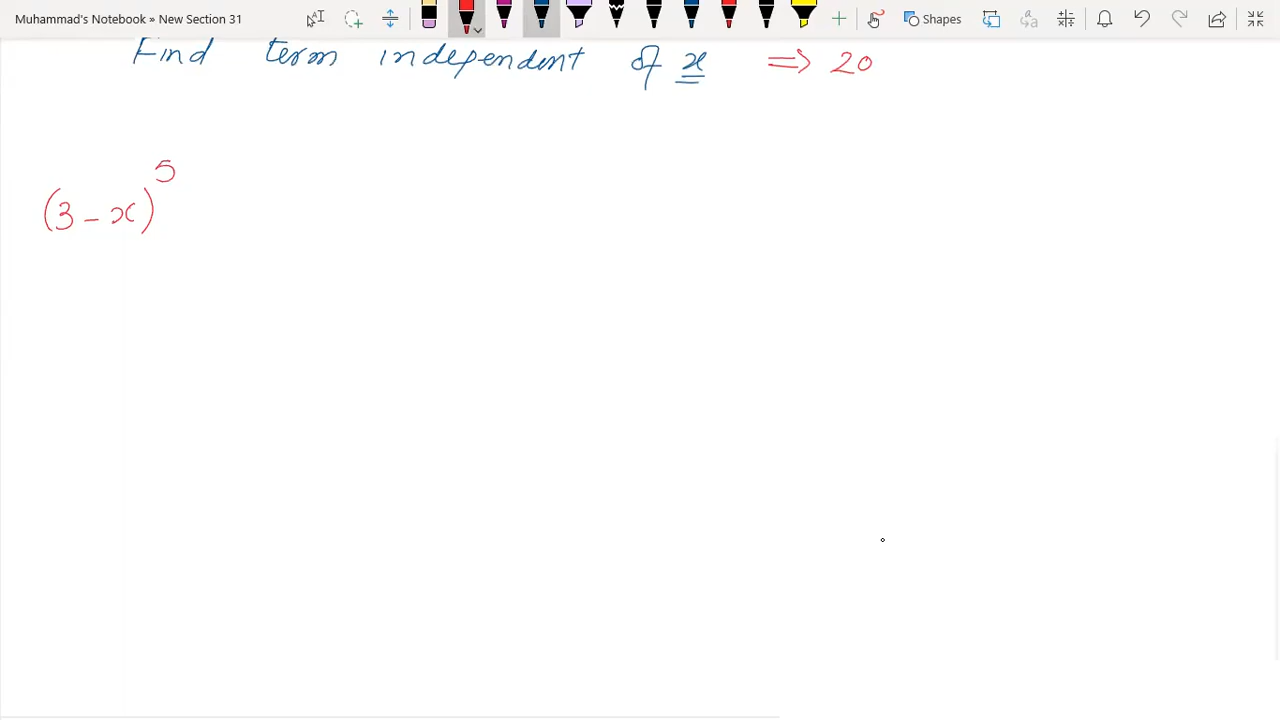 Muhammad's Notebook » New Section 31
Shapes
Find term independent of x ⇒ 20
(3 - x)^5